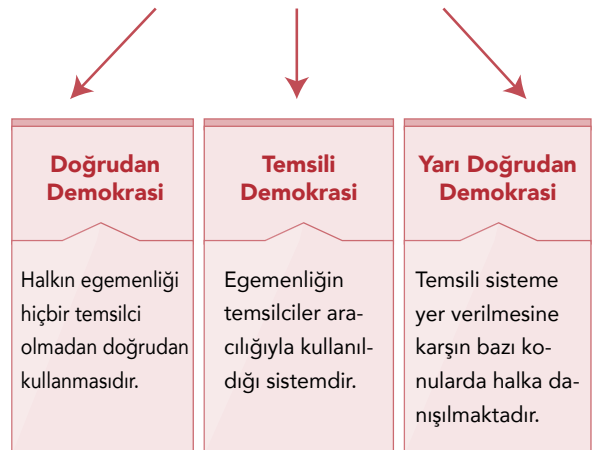 Doğrudan
Demokrasi
Halkın egemenliği
hiçbir temsilci
olmadan doğrudan
kullanmasıdır.
Temsili
Demokrasi
Egemenliğin
temsilciler ara-
cılığıyla kullanıl-
dığı sistemdir.
Yarı Doğrudan
Demokrasi
Temsili sisteme
yer verilmesine
karşın bazı ko-
nularda halka da-
nışılmaktadır.